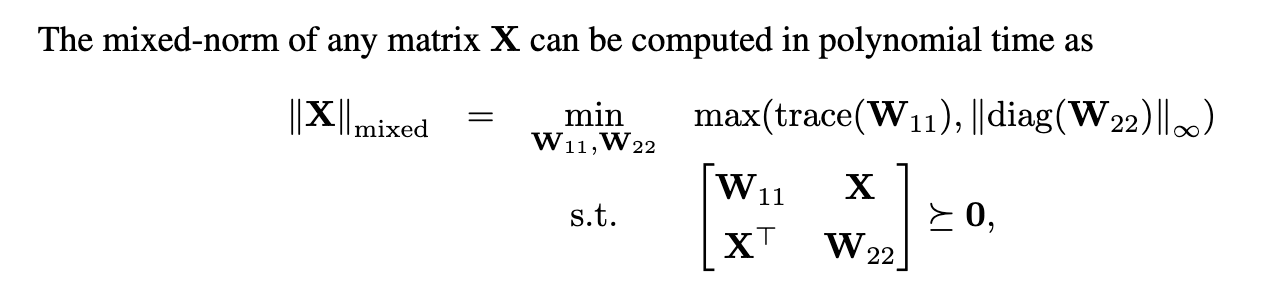 The mixed-norm of any matrix X can be computed in polynomial time as
‖X‖mixed = min W₁₁,W₂₂ max(trace(W₁₁), ‖diag(W₂₂)‖∞)
s.t. [W₁₁ X; X⊤ W₂₂] ⪰ 0,